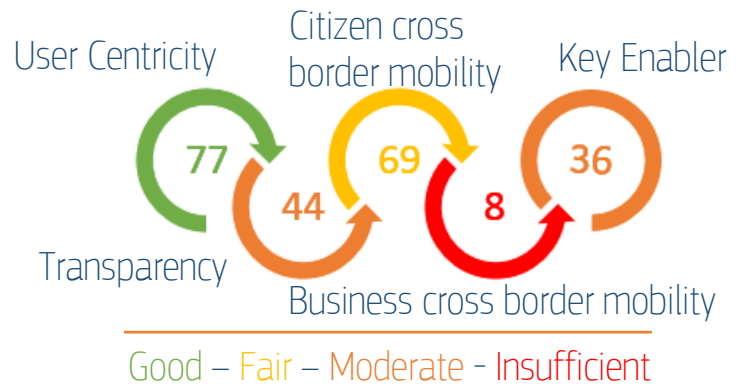 User Centricity
Citizen cross
border mobility
Key Enabler
77
44
69
8
36
Transparency
Business cross border mobility
Good – Fair – Moderate - Insufficient